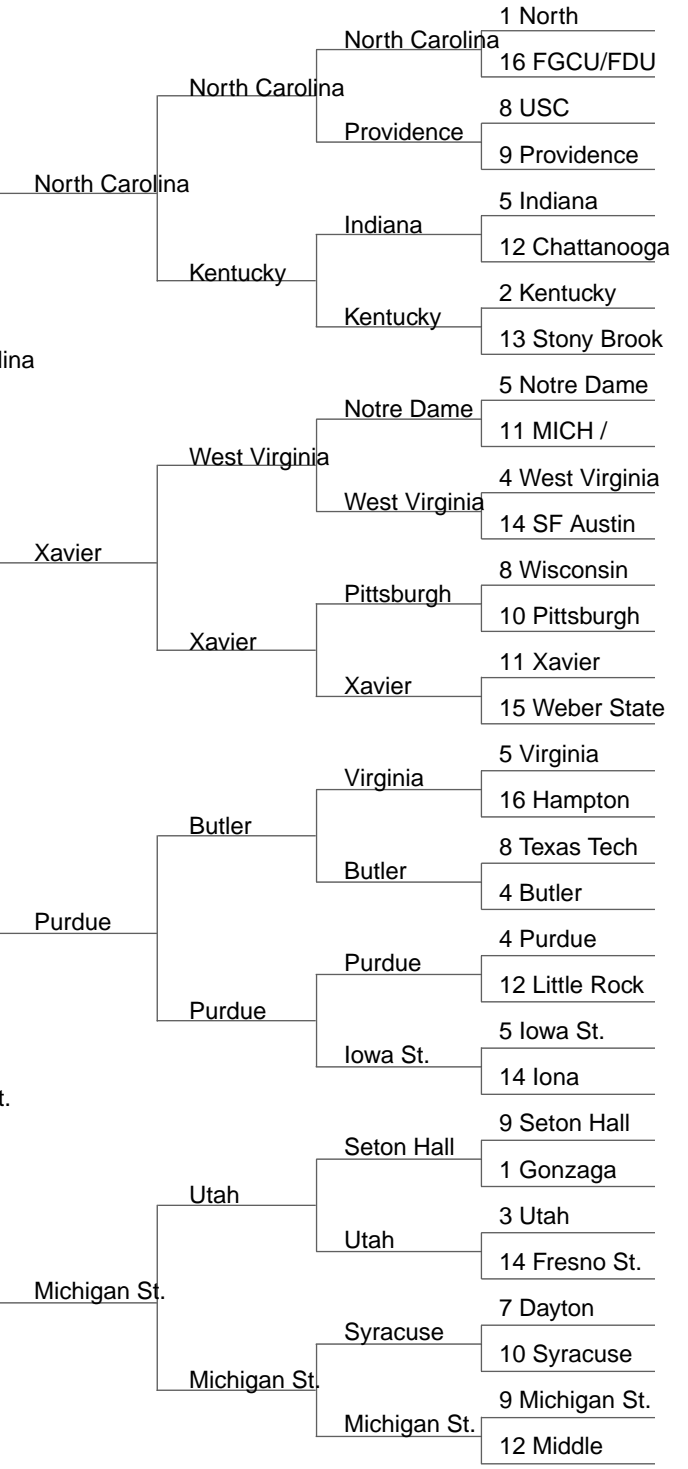 1 North
North Carolina
16 FGCU/FDU
North Carolina
8 USC
Providence
9 Providence
North Carolina
5 Indiana
Indiana
12 Chattanooga
Kentucky
2 Kentucky
Kentucky
13 Stony Brook
lina
5 Notre Dame
Notre Dame
11 MICH /
West Virginia
4 West Virginia
West Virginia
14 SF Austin
Xavier
8 Wisconsin
Pittsburgh
10 Pittsburgh
Xavier
11 Xavier
Xavier
15 Weber State
5 Virginia
Virginia
16 Hampton
Butler
8 Texas Tech
Butler
4 Butler
Purdue
4 Purdue
Purdue
12 Little Rock
Purdue
5 Iowa St.
Iowa St.
14 Iona
t.
9 Seton Hall
Seton Hall
1 Gonzaga
Utah
3 Utah
Utah
14 Fresno St.
Michigan St.
7 Dayton
Syracuse
10 Syracuse
Michigan St.
9 Michigan St.
Michigan St.
12 Middle